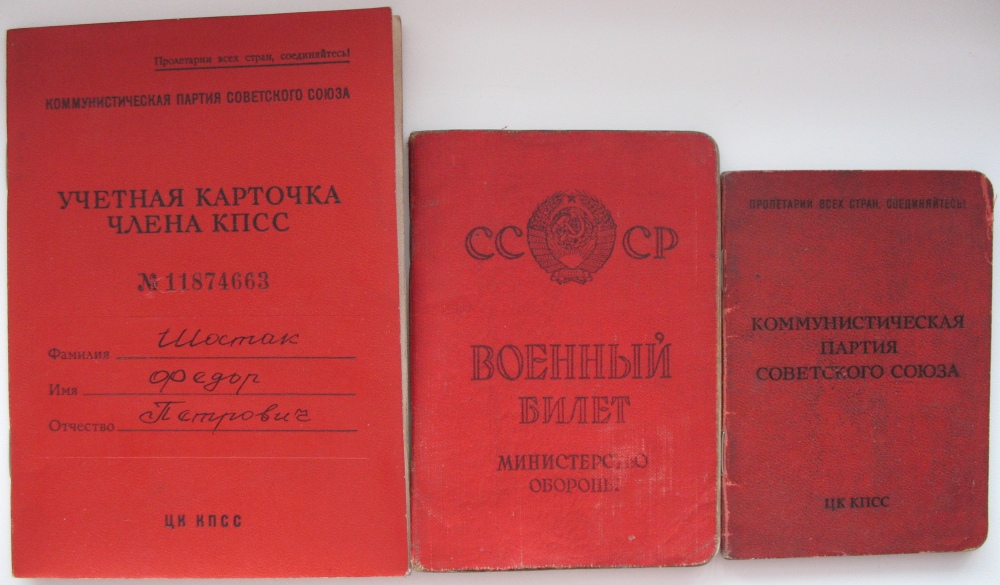 Пролетарии всех стран, соединяйтесь!
КОММУНИСТИЧЕСКАЯ ПАРТИЯ СОВЕТСКОГО СОЮЗА
УЧЕТНАЯ КАРТОЧКА
ЧЛЕНА КПСС
№ 11874663
Фамилия Шостак
Имя Федор
Отчество Петрович
ЦК КПСС
СССР
ВОЕННЫЙ
БИЛЕТ
МИНИСТЕРСТВО
ОБОРОНЫ
ПРОЛЕТАРИИ ВСЕХ СТРАН, СОЕДИНЯЙТЕСЬ!
КОММУНИСТИЧЕСКАЯ
ПАРТИЯ
СОВЕТСКОГО СОЮЗА
ЦК КПСС